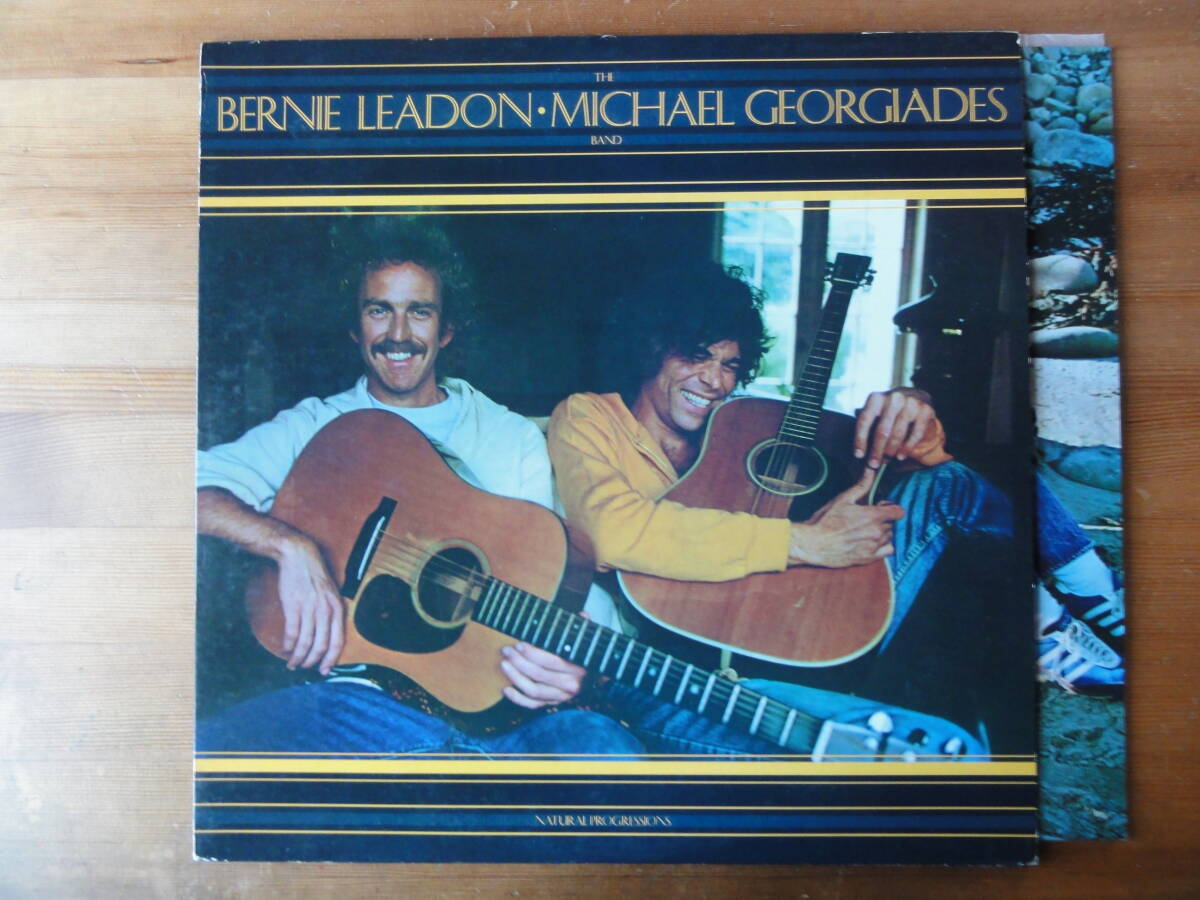 THE
BERNIE LEADON • MICHAEL GEORGIADES
BAND
NATURAL PROGRESSIONS